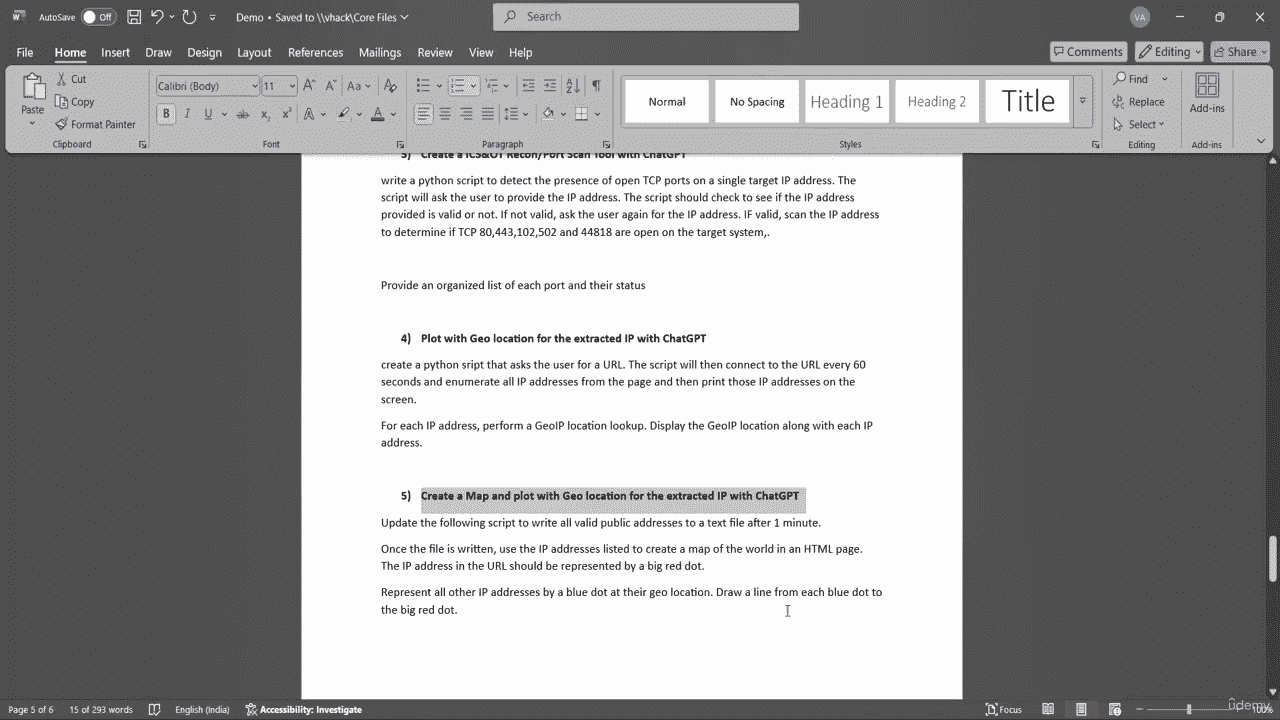 AutoSave Off Demo • Saved to \\vhack\Core Files Search VA
File Home Insert Draw Design Layout References Mailings Review View Help Comments Editing Share
Paste Cut Copy Format Painter Clipboard
Calibri (Body) 11 Aa Font
Paragraph
Normal No Spacing Heading 1 Heading 2 Title Styles
Find Replace Select Editing
Add-ins Add-ins
3) Create a ICS&OT Recon/Port Scan Tool with ChatGPT
write a python script to detect the presence of open TCP ports on a single target IP address. The
script will ask the user to provide the IP address. The script should check to see if the IP address
provided is valid or not. If not valid, ask the user again for the IP address. IF valid, scan the IP address
to determine if TCP 80,443,102,502 and 44818 are open on the target system,.
Provide an organized list of each port and their status
4) Plot with Geo location for the extracted IP with ChatGPT
create a python sript that asks the user for a URL. The script will then connect to the URL every 60
seconds and enumerate all IP addresses from the page and then print those IP addresses on the
screen.
For each IP address, perform a GeoIP location lookup. Display the GeoIP location along with each IP
address.
5) Create a Map and plot with Geo location for the extracted IP with ChatGPT
Update the following script to write all valid public addresses to a text file after 1 minute.
Once the file is written, use the IP addresses listed to create a map of the world in an HTML page.
The IP address in the URL should be represented by a big red dot.
Represent all other IP addresses by a blue dot at their geo location. Draw a line from each blue dot to
the big red dot.
Page 5 of 6 15 of 293 words English (India) Accessibility: Investigate Focus